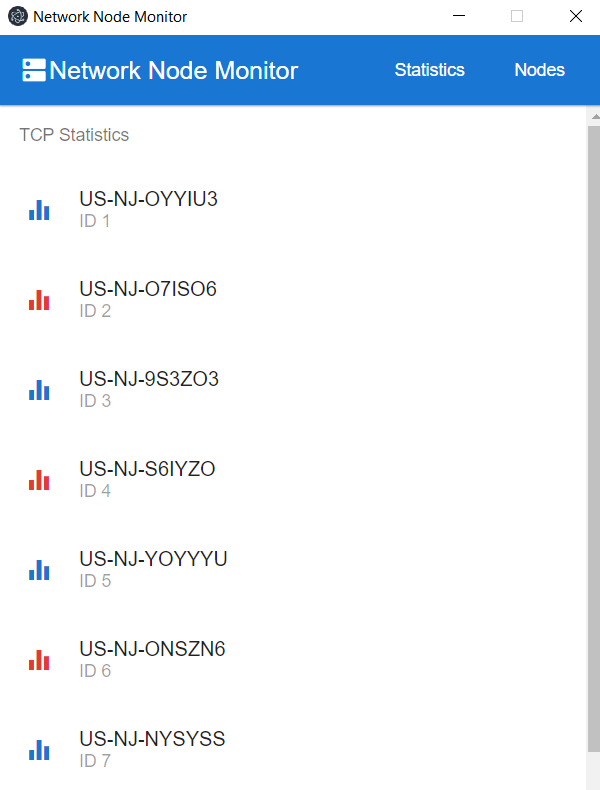 Network Node Monitor
Network Node Monitor
Statistics
Nodes
TCP Statistics
US-NJ-OYYIU3
ID 1
US-NJ-O7ISO6
ID 2
US-NJ-9S3ZO3
ID 3
US-NJ-S6IYZO
ID 4
US-NJ-YOYYYU
ID 5
US-NJ-ONSZN6
ID 6
US-NJ-NYSYSS
ID 7